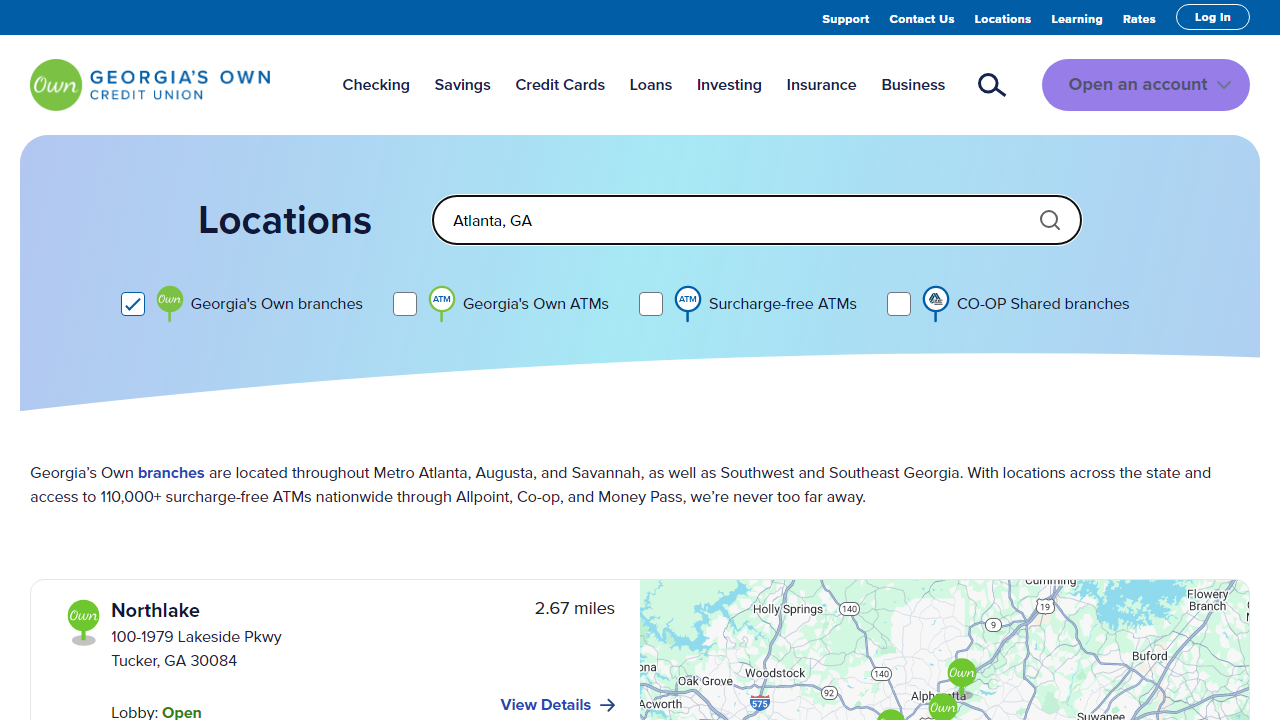 Support Contact Us Locations Learning Rates Log In
Own GEORGIA'S OWN
CREDIT UNION
Checking Savings Credit Cards Loans Investing Insurance Business Open an account
Locations Atlanta, GA
Own Georgia's Own branches ATM Georgia's Own ATMs ATM Surcharge-free ATMs CO-OP Shared branches
Georgia’s Own branches are located throughout Metro Atlanta, Augusta, and Savannah, as well as Southwest and Southeast Georgia. With locations across the state and
access to 110,000+ surcharge-free ATMs nationwide through Allpoint, Co-op, and Money Pass, we’re never too far away.
Own Northlake 2.67 miles
100-1979 Lakeside Pkwy
Tucker, GA 30084
View Details
Lobby: Open
Cumming
Flowery
Branch
Holly Springs 140 19
9
Buford
Woodstock Own
Oak Grove 140
92
Acworth 575 Own
Suwanee